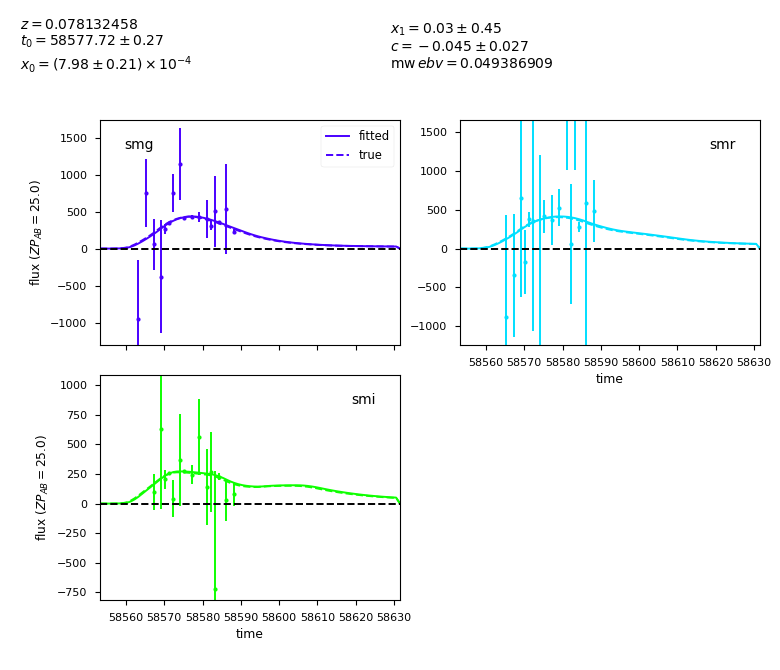 z = 0.078132458
t₀ = 58577.72 ± 0.27
x₀ = (7.98 ± 0.21) × 10⁻⁴
x₁ = 0.03 ± 0.45
c = −0.045 ± 0.027
mw ebv = 0.049386909
smg
fitted
true
1500
1000
500
0
−500
−1000
flux (ZP_AB = 25.0)
smr
1500
1000
500
0
−500
−1000
58560 58570 58580 58590 58600 58610 58620 58630
time
smi
1000
750
500
250
0
−250
−500
−750
flux (ZP_AB = 25.0)
58560 58570 58580 58590 58600 58610 58620 58630
time